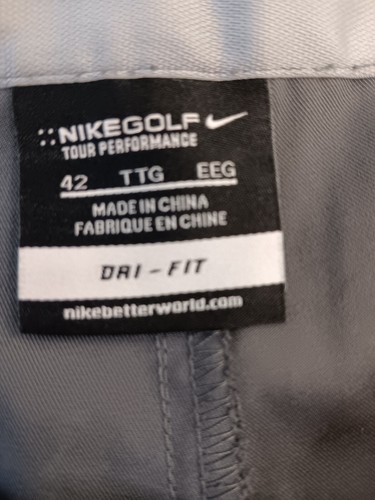 NIKEGOLF
TOUR PERFORMANCE
42 TTG EEG
MADE IN CHINA
FABRIQUE EN CHINE
DRI-FIT
nikebetterworld.com